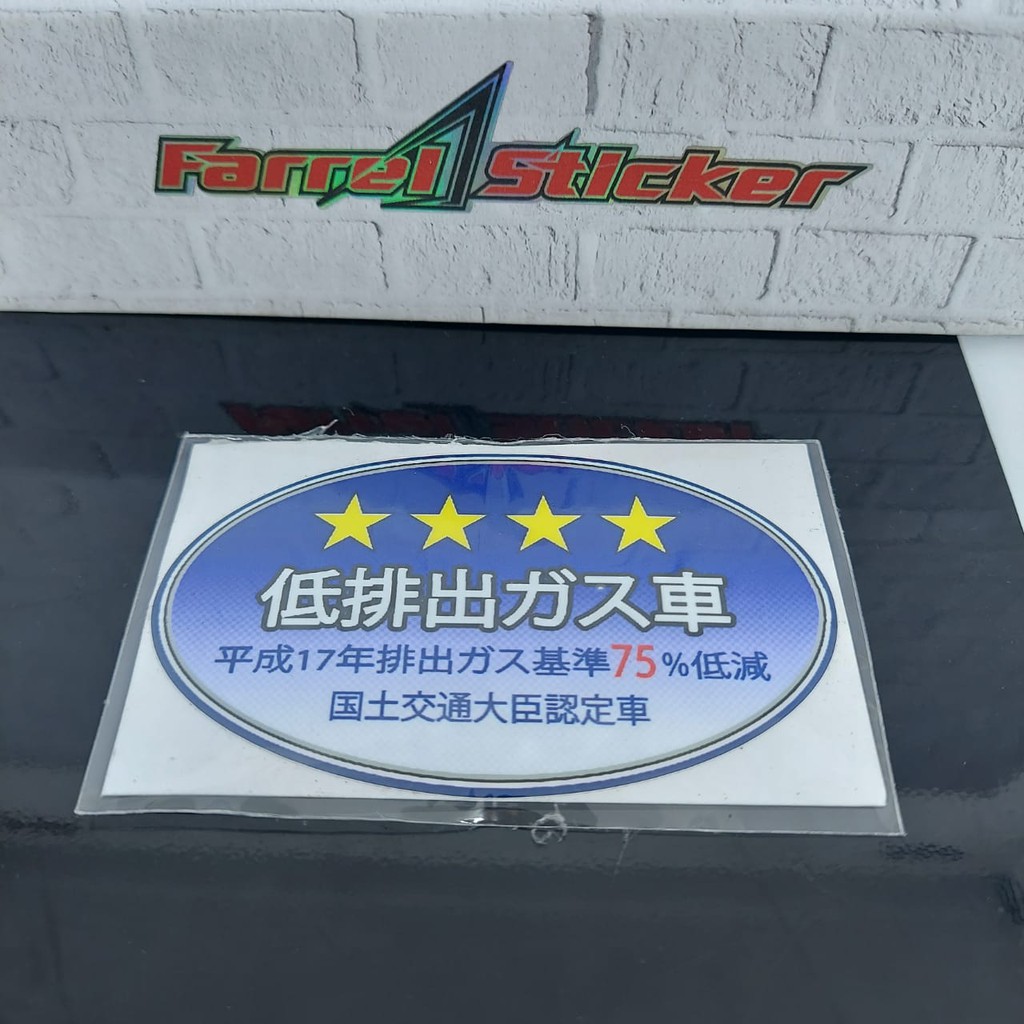 Farrel Sticker
低排出ガス車
平成17年排出ガス基準75%低減
国土交通大臣認定車